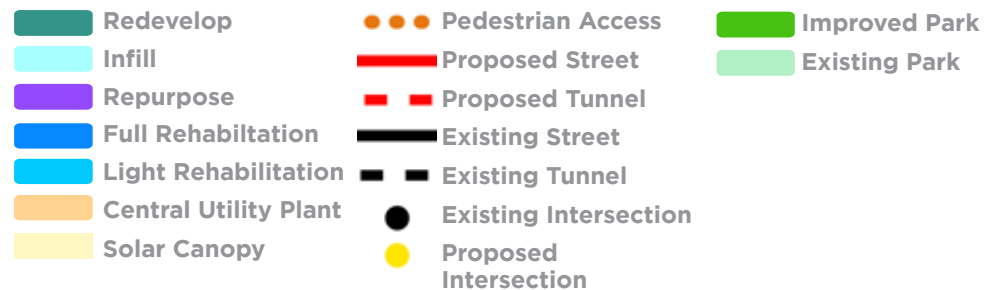 Redevelop
Infill
Repurpose
Full Rehabiltation
Light Rehabilitation
Central Utility Plant
Solar Canopy
Pedestrian Access
Proposed Street
Proposed Tunnel
Existing Street
Existing Tunnel
Existing Intersection
Proposed
Intersection
Improved Park
Existing Park